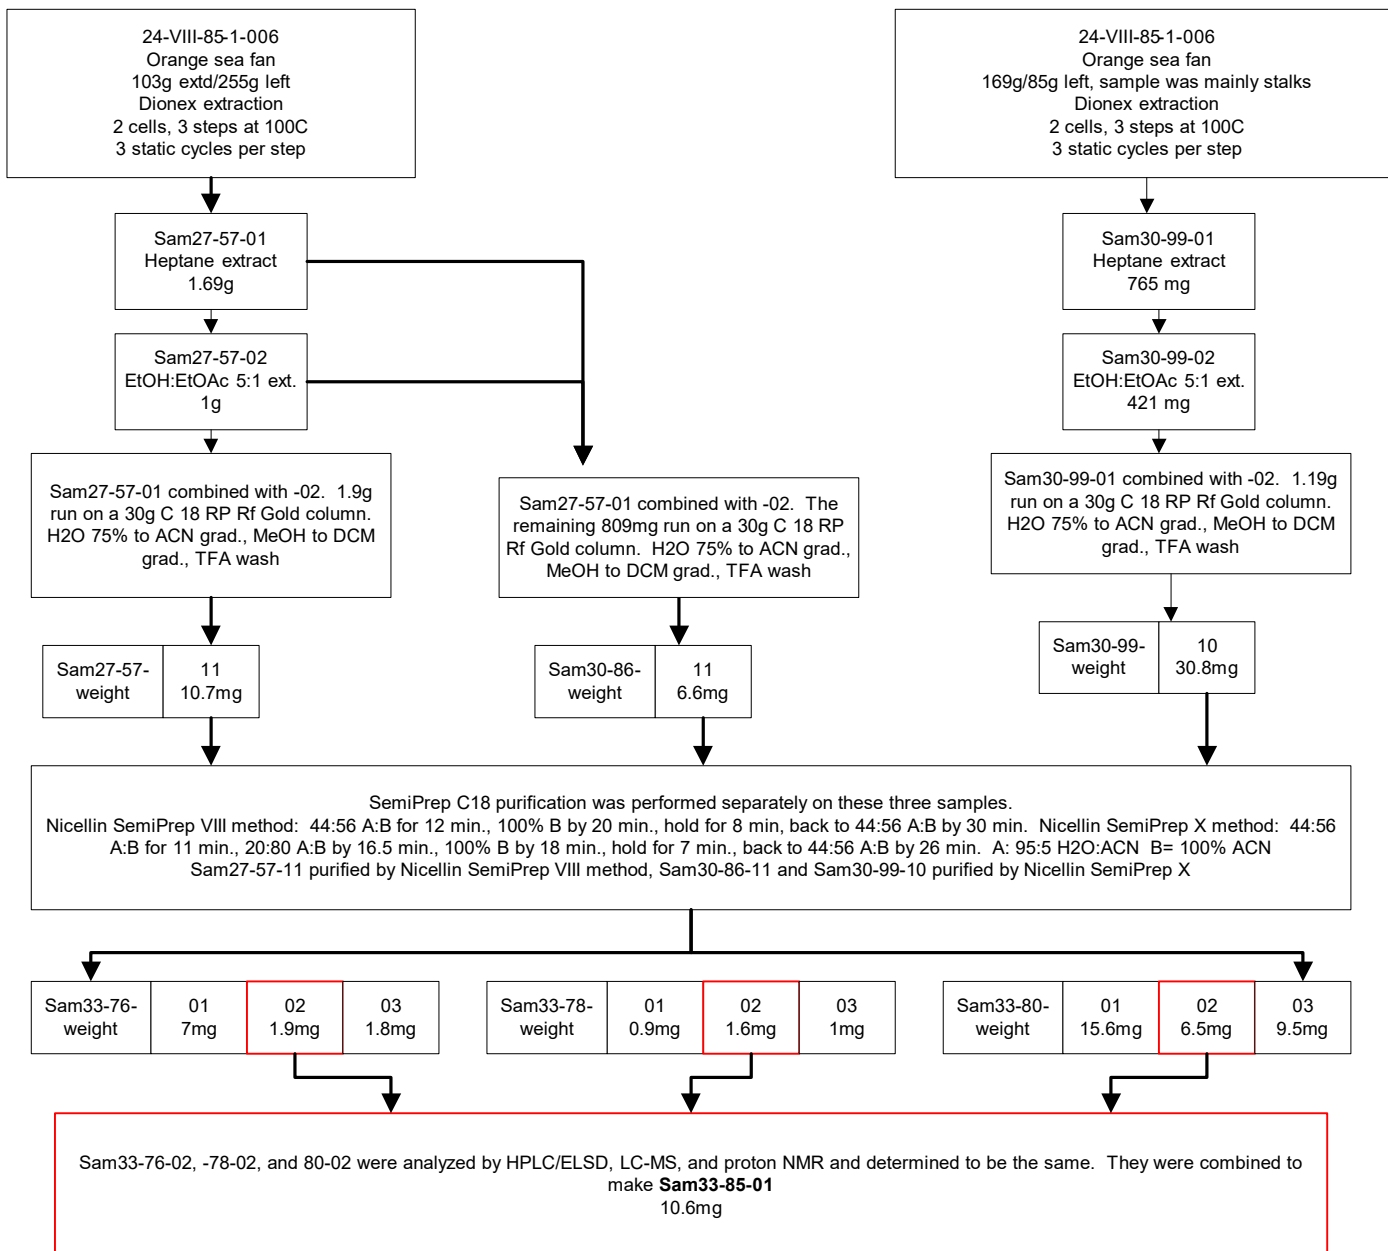 24-VIII-85-1-006
Orange sea fan
103g extd/255g left
Dionex extraction
2 cells, 3 steps at 100C
3 static cycles per step
24-VIII-85-1-006
Orange sea fan
169g/85g left, sample was mainly stalks
Dionex extraction
2 cells, 3 steps at 100C
3 static cycles per step
Sam27-57-01
Heptane extract
1.69g
Sam30-99-01
Heptane extract
765 mg
Sam27-57-02
EtOH:EtOAc 5:1 ext.
1g
Sam30-99-02
EtOH:EtOAc 5:1 ext.
421 mg
Sam27-57-01 combined with -02. 1.9g
run on a 30g C 18 RP Rf Gold column.
H2O 75% to ACN grad., MeOH to DCM
grad., TFA wash
Sam27-57-01 combined with -02. The
remaining 809mg run on a 30g C 18 RP
Rf Gold column. H2O 75% to ACN grad.,
MeOH to DCM grad., TFA wash
Sam30-99-01 combined with -02. 1.19g
run on a 30g C 18 RP Rf Gold column.
H2O 75% to ACN grad., MeOH to DCM
grad., TFA wash
Sam27-57-
weight
11
10.7mg
Sam30-86-
weight
11
6.6mg
Sam30-99-
weight
10
30.8mg
SemiPrep C18 purification was performed separately on these three samples.
Nicellin SemiPrep VIII method: 44:56 A:B for 12 min., 100% B by 20 min., hold for 8 min, back to 44:56 A:B by 30 min. Nicellin SemiPrep X method: 44:56
A:B for 11 min., 20:80 A:B by 16.5 min., 100% B by 18 min., hold for 7 min., back to 44:56 A:B by 26 min. A: 95:5 H2O:ACN B= 100% ACN
Sam27-57-11 purified by Nicellin SemiPrep VIII method, Sam30-86-11 and Sam30-99-10 purified by Nicellin SemiPrep X
Sam33-76-
weight
01
7mg
02
1.9mg
03
1.8mg
Sam33-78-
weight
01
0.9mg
02
1.6mg
03
1mg
Sam33-80-
weight
01
15.6mg
02
6.5mg
03
9.5mg
Sam33-76-02, -78-02, and 80-02 were analyzed by HPLC/ELSD, LC-MS, and proton NMR and determined to be the same. They were combined to
make Sam33-85-01
10.6mg